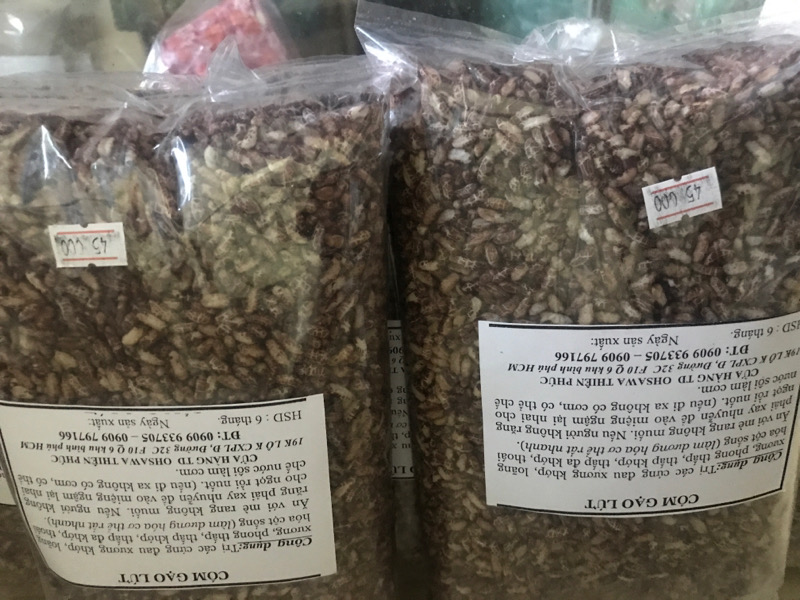 CÓM GẠO LỨT
Công dụng:Trị các cứng đau xương khớp, loãng
xương, phong thấp, thấp khớp, thấp đa khớp, thoái
hóa cột sống (làm dương hóa cơ thể rất nhanh).
Ăn với mè rang không muối. Nếu người không răng
phải xay nhuyễn để vào miệng ngậm lại nhai cho
ngọt rồi nuốt. (nếu đi xa không có cơm, có thể chế
nước sôi làm cơm.
CỬA HÀNG TD OHSAWA THIÊN PHÚC
19K LÔ K CXPL Đ, Đường 32C F10 Q 6 khu bình phú HCM
ĐT: 0909 933705 – 0909 797166
HSD : 6 tháng. Ngày sản xuất:
45 000
CÓM GẠO LỨT
Công dụng:Trị các cứng đau xương khớp, loãng
xương, phong thấp, thấp khớp, thấp đa khớp, thoái
hóa cột sống (làm dương hóa cơ thể rất nhanh).
Ăn với mè rang không muối. Nếu người không
răng phải xay nhuyễn để vào miệng ngậm lại nhai
cho ngọt rồi nuốt. (nếu đi xa không có cơm, có thể
chế nước sôi làm cơm.
CỬA HÀNG TD OHSAWA THIÊN PHÚC
19K LÔ K CXPL Đ, Đường 32C F10 Q 6 khu bình phú HCM
ĐT: 0909 933705 – 0909 797166
HSD : 6 tháng. Ngày sản xuất:
45 000